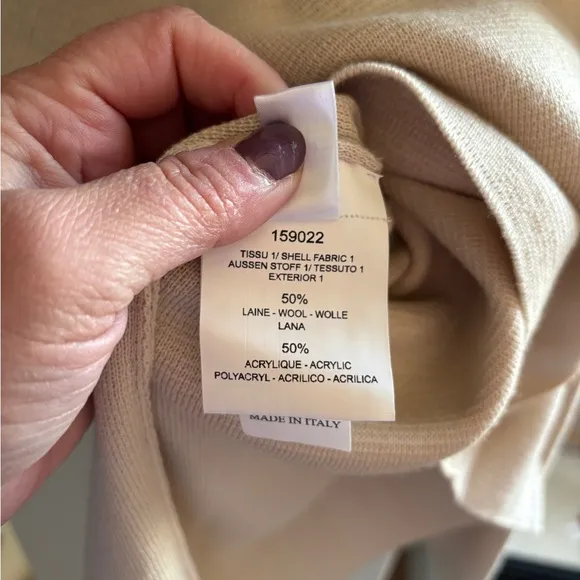 159022
TISSU 1/ SHELL FABRIC 1
AUSSEN STOFF 1/ TESSUTO 1
EXTERIOR 1
50%
LAINE - WOOL - WOLLE
LANA
50%
ACRYLIQUE - ACRYLIC
POLYACRYL - ACRILICO - ACRILICA
MADE IN ITALY